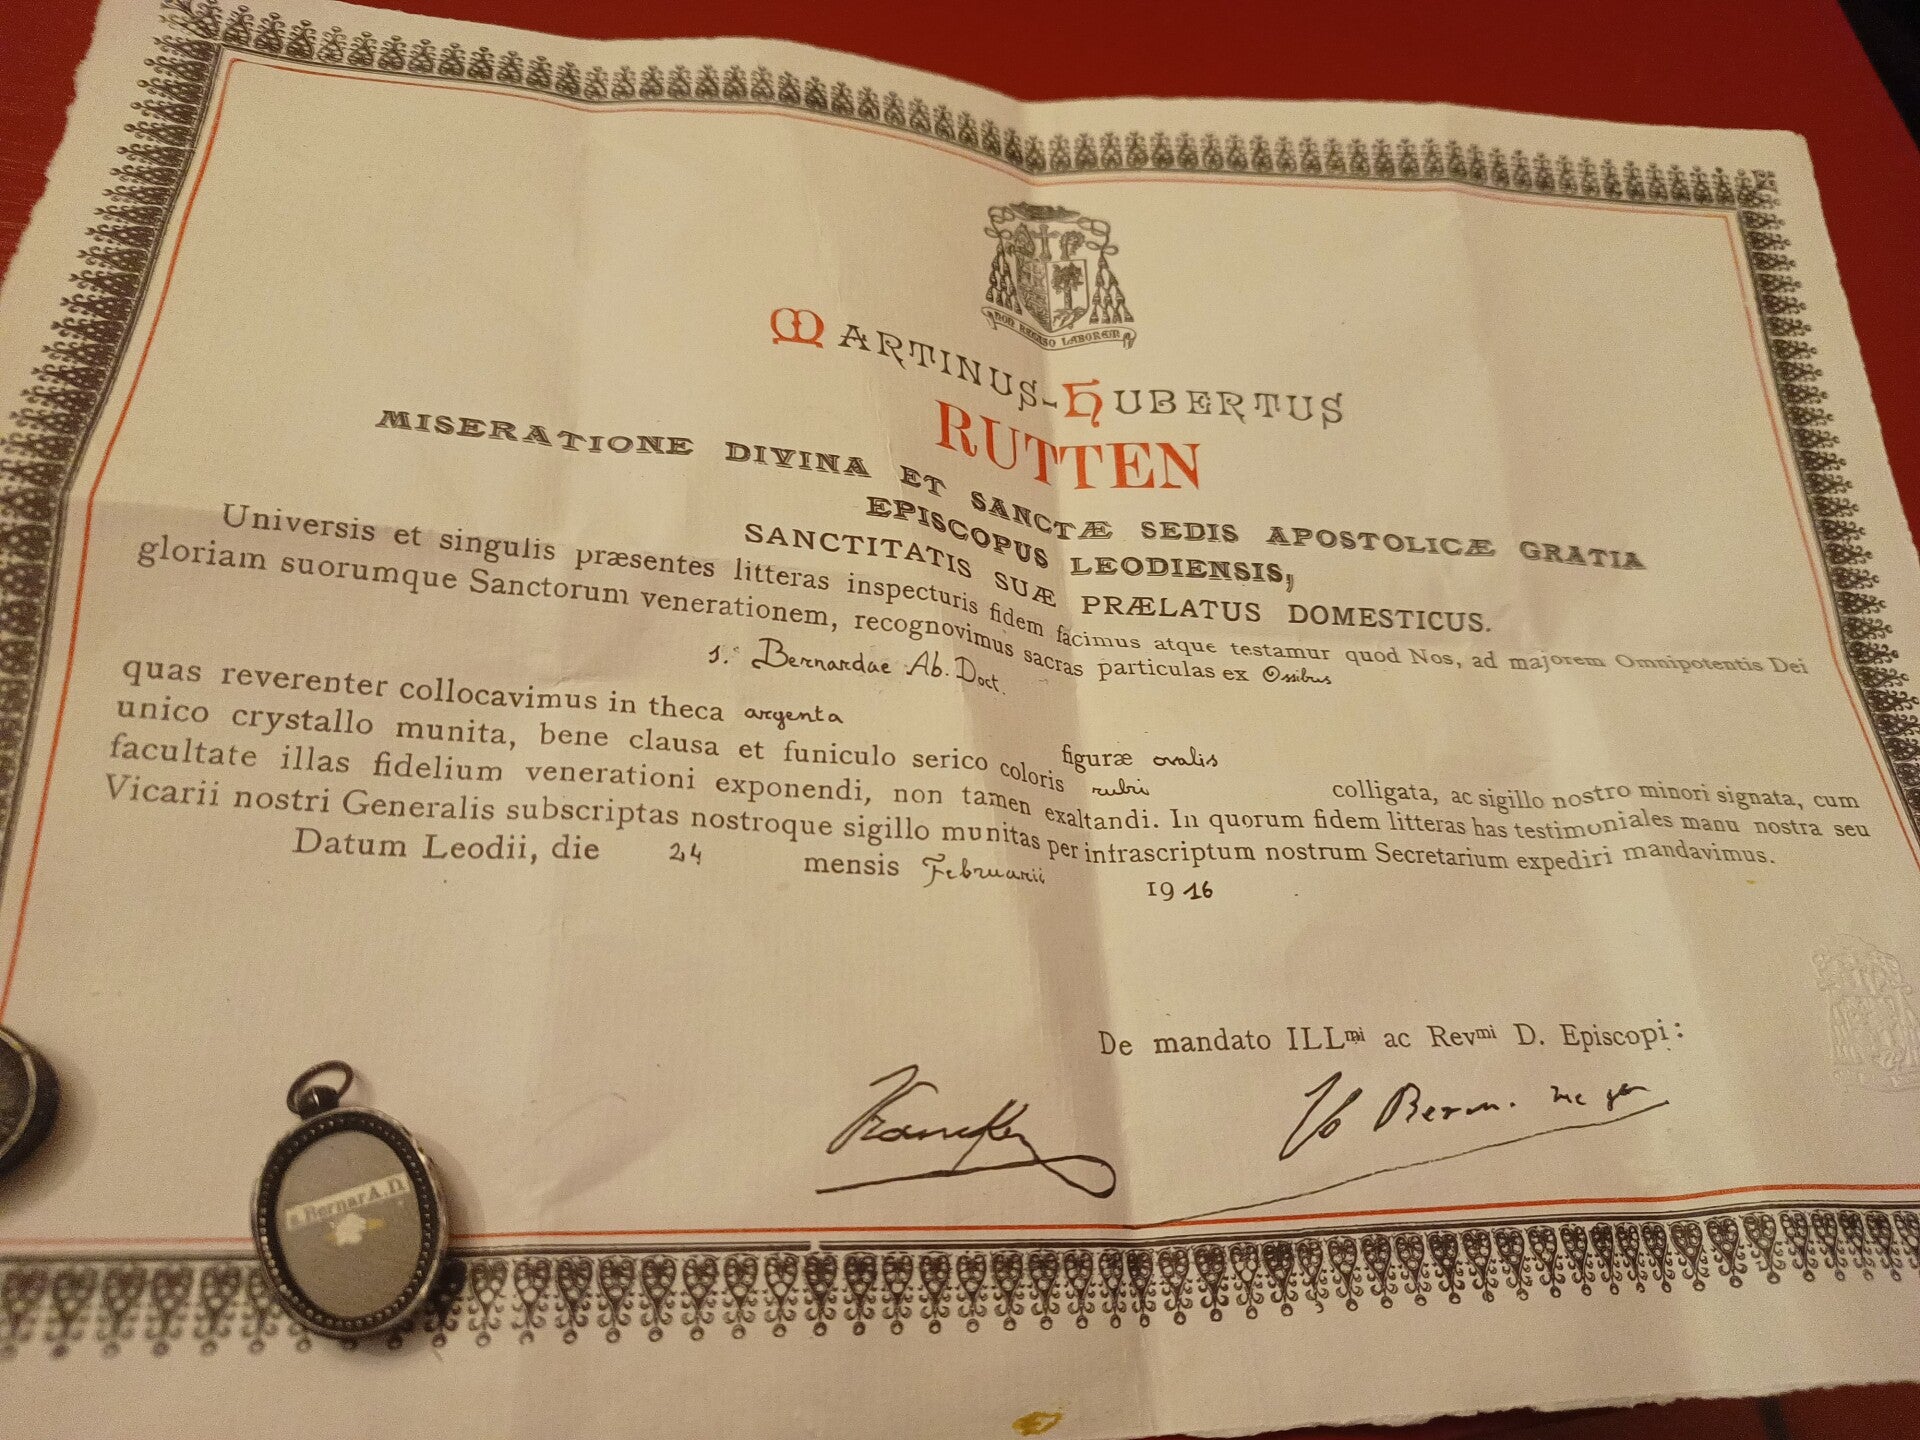 NON RECUSO LABOREM
MARTINUS-HUBERTUS
RUTTEN
MISERATIONE DIVINA ET SANCTÆ SEDIS APOSTOLICÆ GRATIA
EPISCOPUS LEODIENSIS,
SANCTITATIS SUÆ PRÆLATUS DOMESTICUS.
Universis et singulis præsentes litteras inspecturis fidem facimus atque testamur quod Nos, ad majorem Omnipotentis Dei
gloriam suorumque Sanctorum venerationem, recognovimus sacras particulas ex Ossibus
s. Bernardae Ab. Doct.
quas reverenter collocavimus in theca argenta figuræ ovalis
unico crystallo munita, bene clausa et funiculo serico coloris rubri colligata, ac sigillo nostro minori signata, cum
facultate illas fidelium venerationi exponendi, non tamen exaltandi. In quorum fidem litteras has testimoniales manu nostra seu
Vicarii nostri Generalis subscriptas nostroque sigillo munitas per infrascriptum nostrum Secretarium expediri mandavimus.
Datum Leodii, die 24 mensis Februarii 1916
De mandato ILLmi ac Revmi D. Episcopi:
s. Bernar A.D.